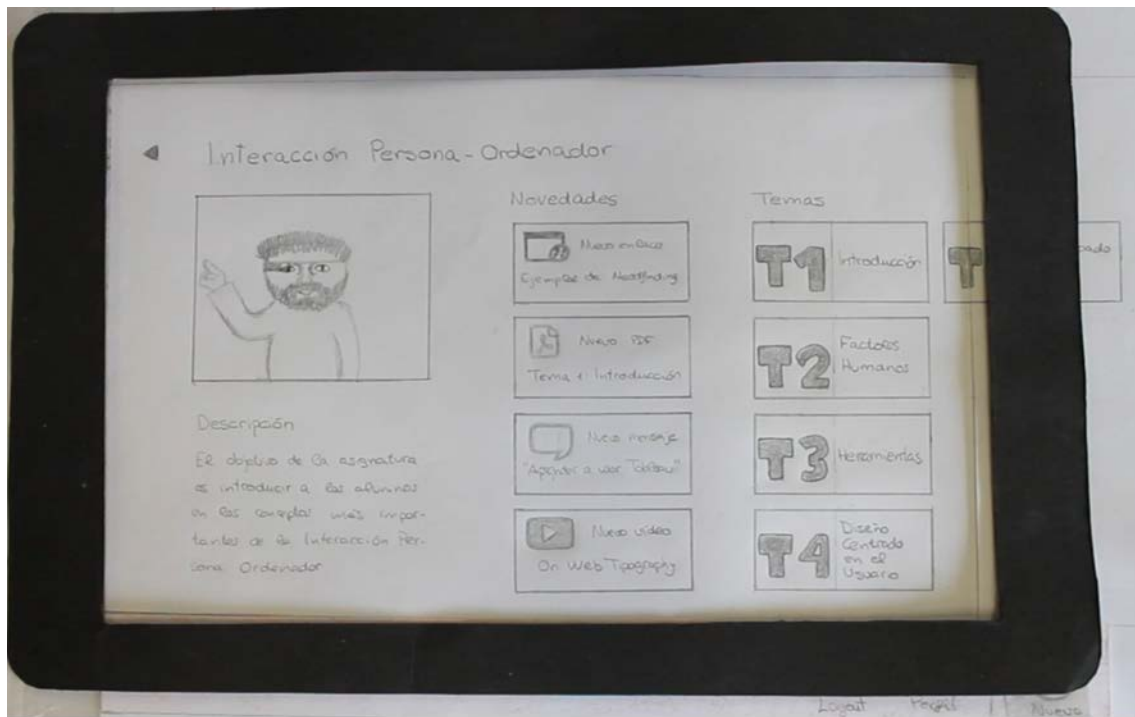 Interacción Persona-Ordenador
Descripción
El objetivo de la asignatura
es introducir a los alumnos
en los conceptos más impor-
tantes de la Interacción Per-
sona Ordenador
Novedades
Nuevo enlace
Ejemplos de Needfinding
Nuevo PDF
Tema 1: Introducción
Nuevo mensaje
"Aprender a usar
Nuevo vídeo
On Web Typography
Temas
T1 Introducción
T2 Factores
Humanos
T3 Herramientas
T4 Diseño
Centrado
en el
Usuario
T
Logout Perfil Nuevo